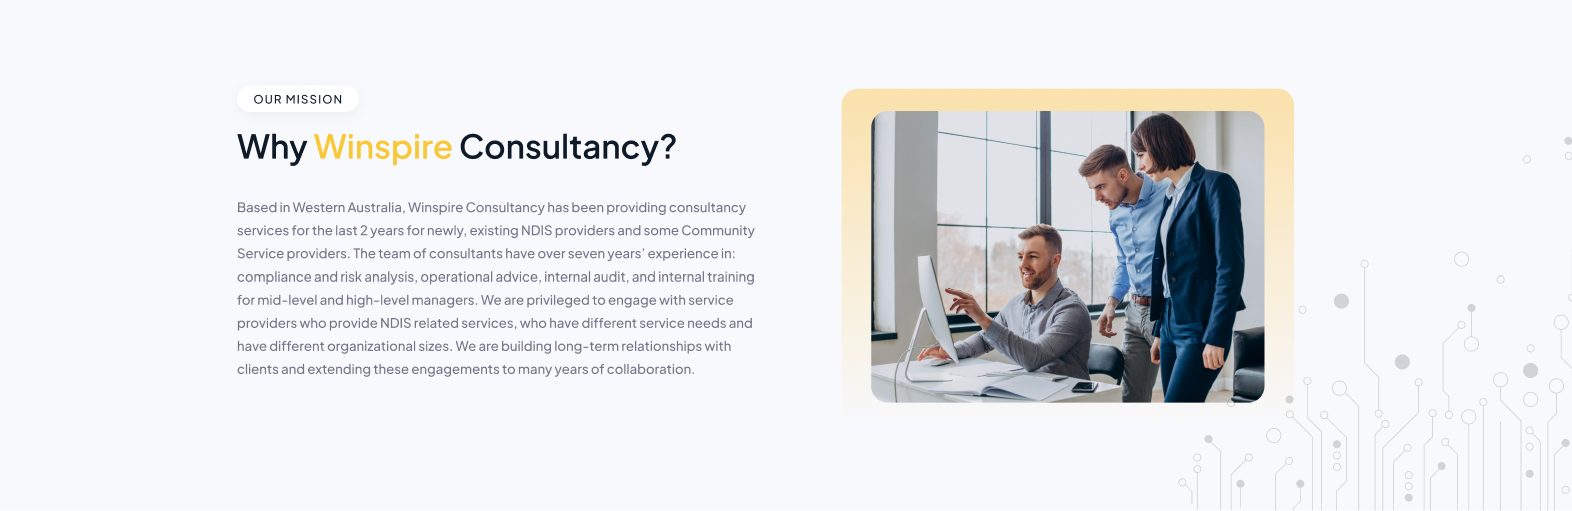 OUR MISSION
Why Winspire Consultancy?
Based in Western Australia, Winspire Consultancy has been providing consultancy
services for the last 2 years for newly, existing NDIS providers and some Community
Service providers. The team of consultants have over seven years’ experience in:
compliance and risk analysis, operational advice, internal audit, and internal training
for mid-level and high-level managers. We are privileged to engage with service
providers who provide NDIS related services, who have different service needs and
have different organizational sizes. We are building long-term relationships with
clients and extending these engagements to many years of collaboration.